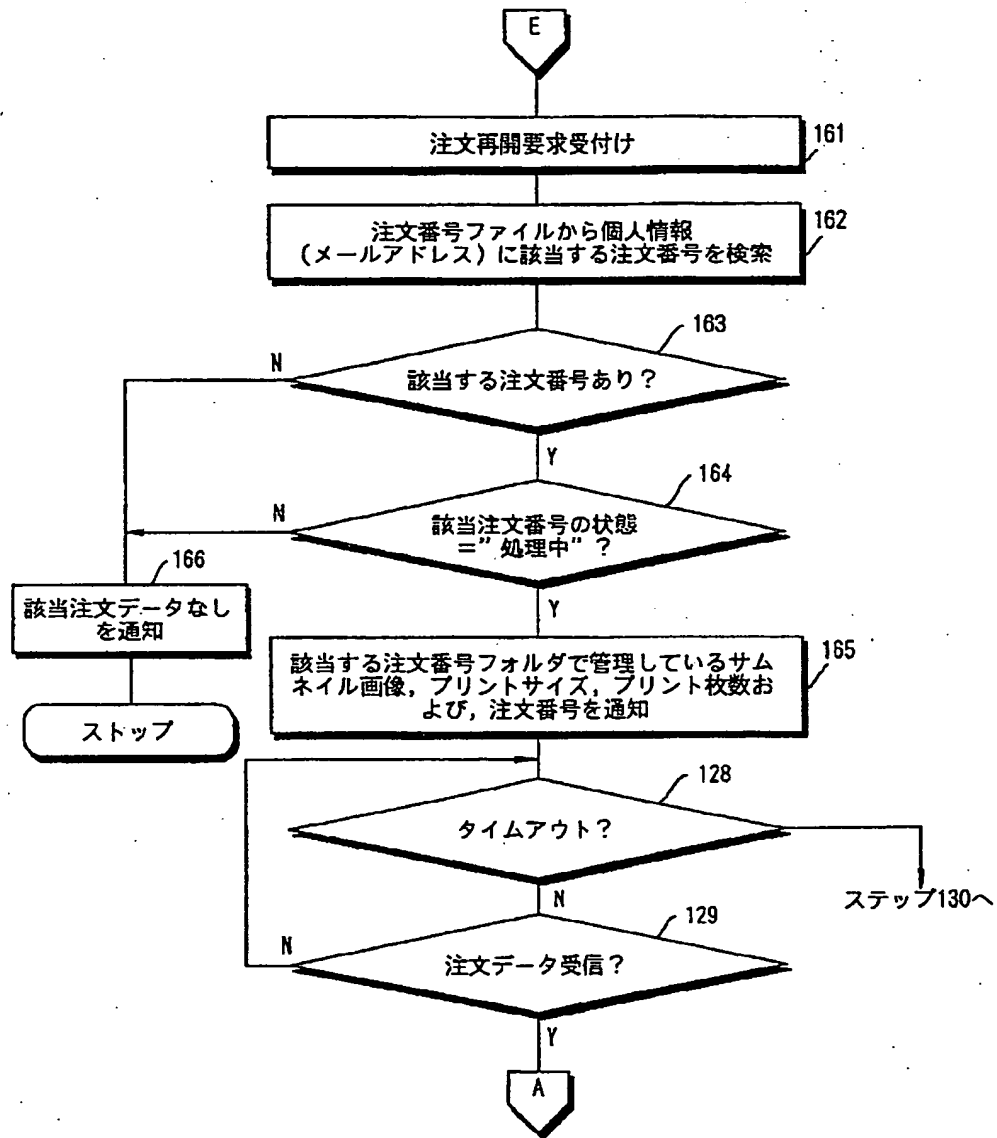 E
注文再開要求受付け
161
注文番号ファイルから個人情報
(メールアドレス)に該当する注文番号を検索
162
163
N
該当する注文番号あり?
Y
164
N
該当注文番号の状態
="処理中"?
166
Y
該当注文データなし
を通知
該当する注文番号フォルダで管理しているサム
ネイル画像,プリントサイズ,プリント枚数お
よび,注文番号を通知
165
ストップ
128
タイムアウト?
ステップ130へ
N
129
N
注文データ受信?
Y
A